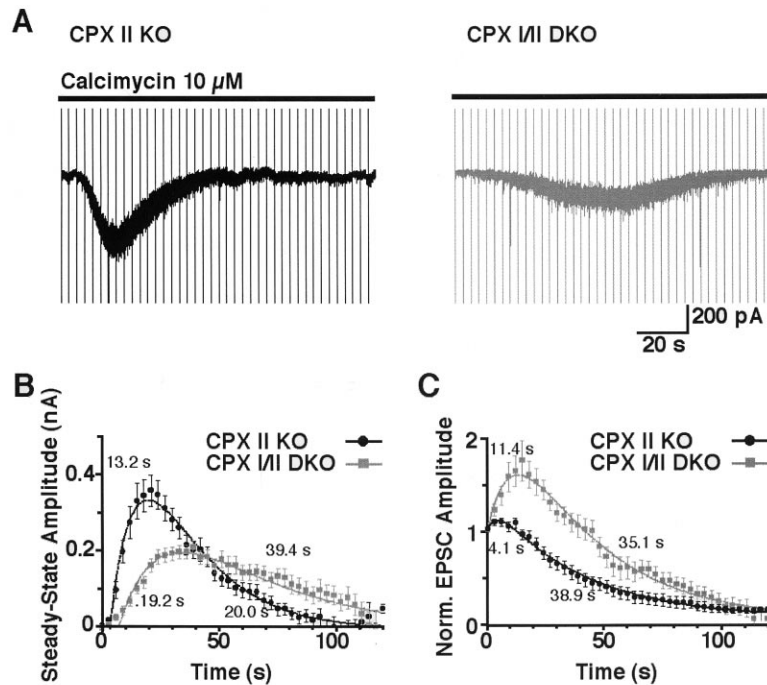 A
CPX II KO
CPX I/II DKO
Calcimycin 10 µM
200 pA
20 s
B
Steady-State Amplitude (nA)
0.4
0.2
0
CPX II KO
CPX I/II DKO
13.2 s
39.4 s
19.2 s
20.0 s
0
50
100
Time (s)
C
Norm. EPSC Amplitude
2
1
0
CPX II KO
CPX I/II DKO
11.4 s
4.1 s
35.1 s
38.9 s
0
50
100
Time (s)